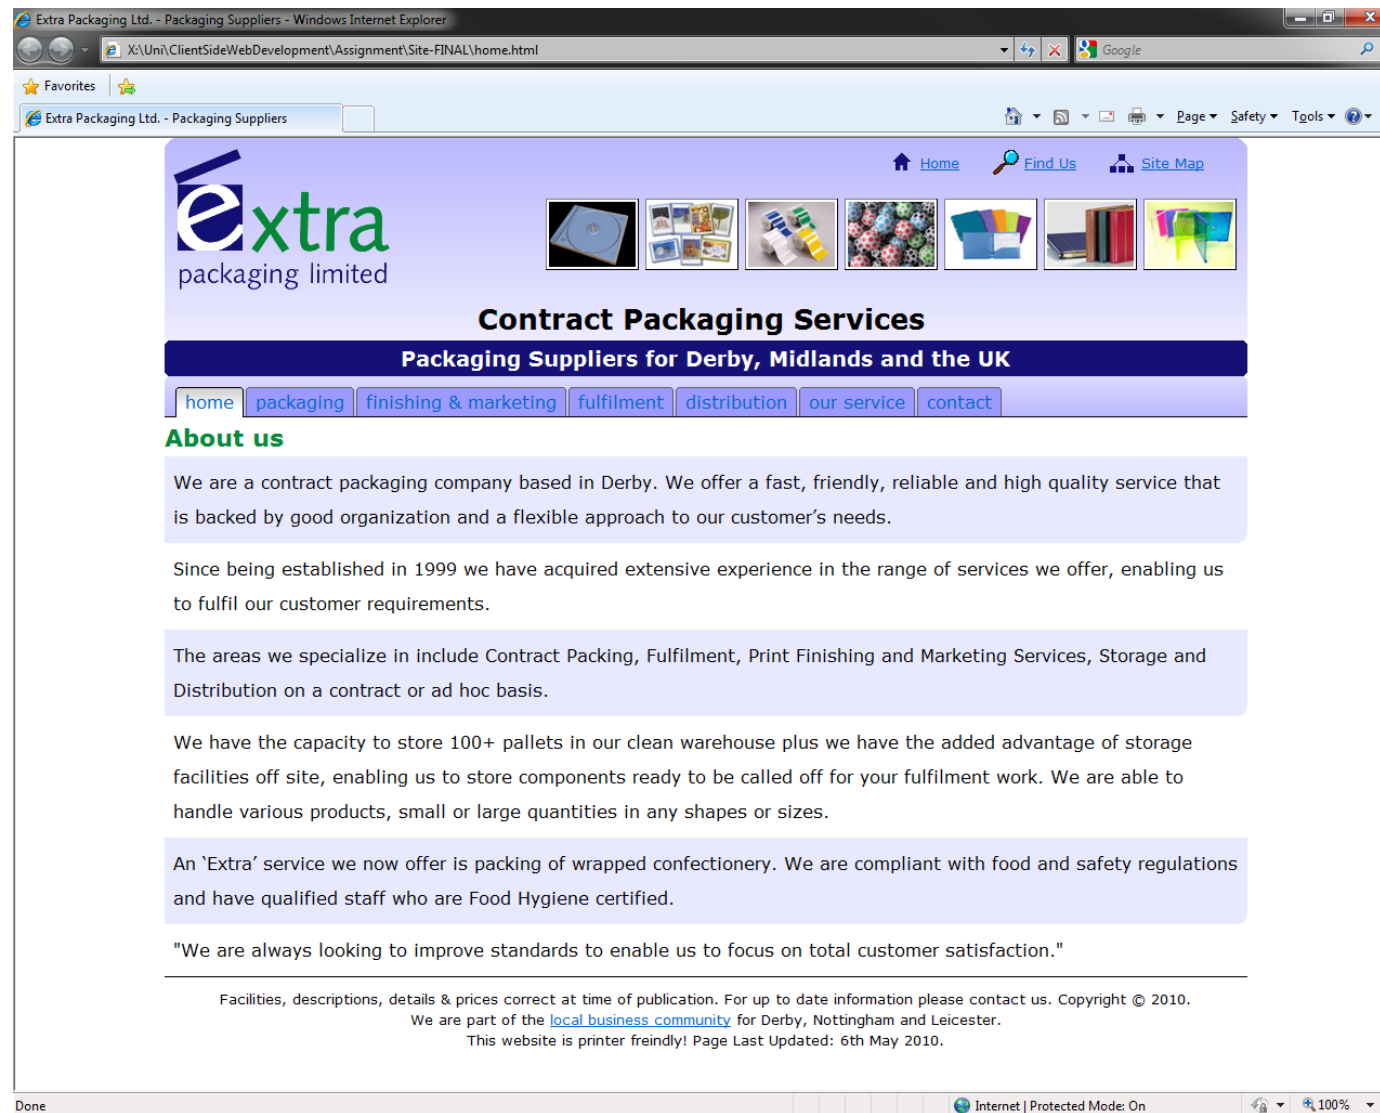 Extra Packaging Ltd. - Packaging Suppliers - Windows Internet Explorer
X:\Uni\ClientSideWebDevelopment\Assignment\Site-FINAL\home.html
Google
Favorites
Extra Packaging Ltd. - Packaging Suppliers
Page Safety Tools
Home Find Us Site Map
extra
packaging limited
Contract Packaging Services
Packaging Suppliers for Derby, Midlands and the UK
home packaging finishing & marketing fulfilment distribution our service contact
About us
We are a contract packaging company based in Derby. We offer a fast, friendly, reliable and high quality service that
is backed by good organization and a flexible approach to our customer’s needs.
Since being established in 1999 we have acquired extensive experience in the range of services we offer, enabling us
to fulfil our customer requirements.
The areas we specialize in include Contract Packing, Fulfilment, Print Finishing and Marketing Services, Storage and
Distribution on a contract or ad hoc basis.
We have the capacity to store 100+ pallets in our clean warehouse plus we have the added advantage of storage
facilities off site, enabling us to store components ready to be called off for your fulfilment work. We are able to
handle various products, small or large quantities in any shapes or sizes.
An ‘Extra’ service we now offer is packing of wrapped confectionery. We are compliant with food and safety regulations
and have qualified staff who are Food Hygiene certified.
"We are always looking to improve standards to enable us to focus on total customer satisfaction."
Facilities, descriptions, details & prices correct at time of publication. For up to date information please contact us. Copyright © 2010.
We are part of the local business community for Derby, Nottingham and Leicester.
This website is printer freindly! Page Last Updated: 6th May 2010.
Done
Internet | Protected Mode: On
100%